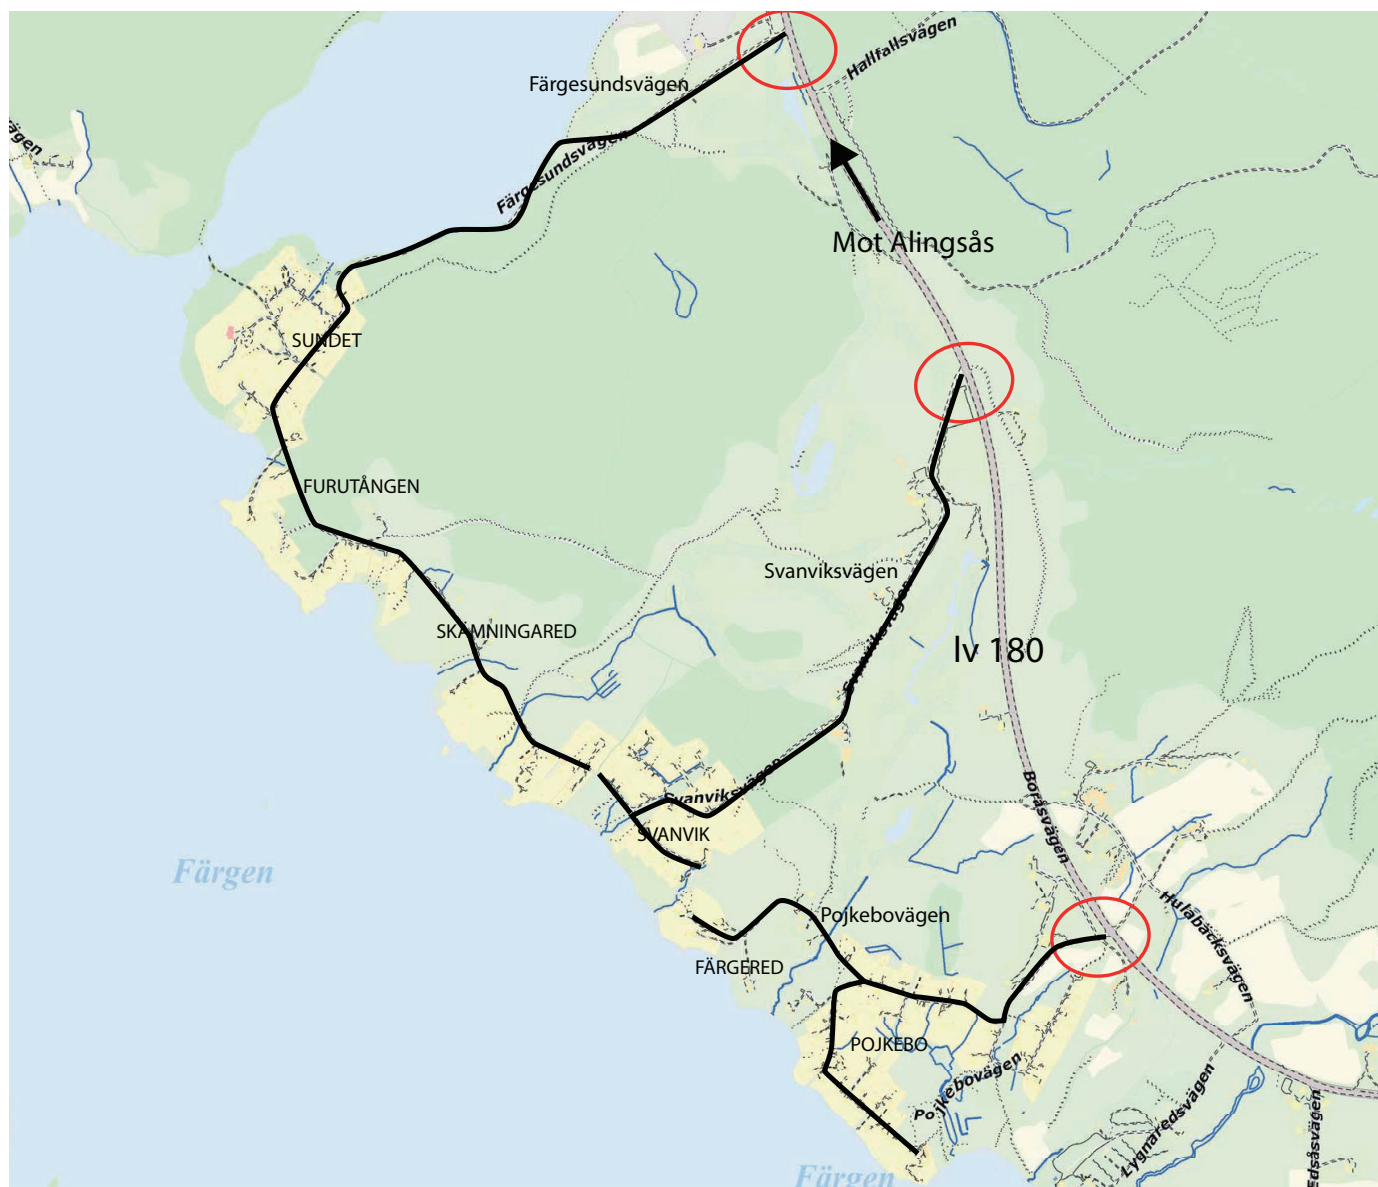 Hallfallsvägen
Färgesundsvägen
Färgesundsvägen
Mot Alingsås
SUNDET
FURUTÅNGEN
Svanviksvägen
Svanviksvägen
SKÄMNINGARED
lv 180
Svanviksvägen
Boråsvägen
SVANVIK
Färgen
Pojkebovägen
Hulabäcksvägen
FÄRGERED
POJKEBO
Pojkebovägen
Lygnaredsvägen
Edsåsvägen
Färgen